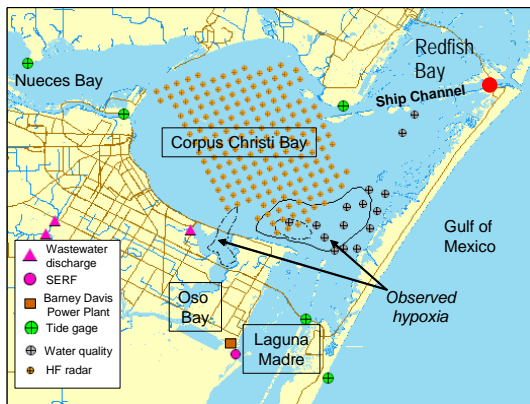 Redfish
Bay
Nueces Bay
Ship Channel
Corpus Christi Bay
Gulf of
Mexico
Wastewater
discharge
SERF
Barney Davis
Power Plant
Tide gage
Water quality
HF radar
Oso
Bay
Observed
hypoxia
Laguna
Madre